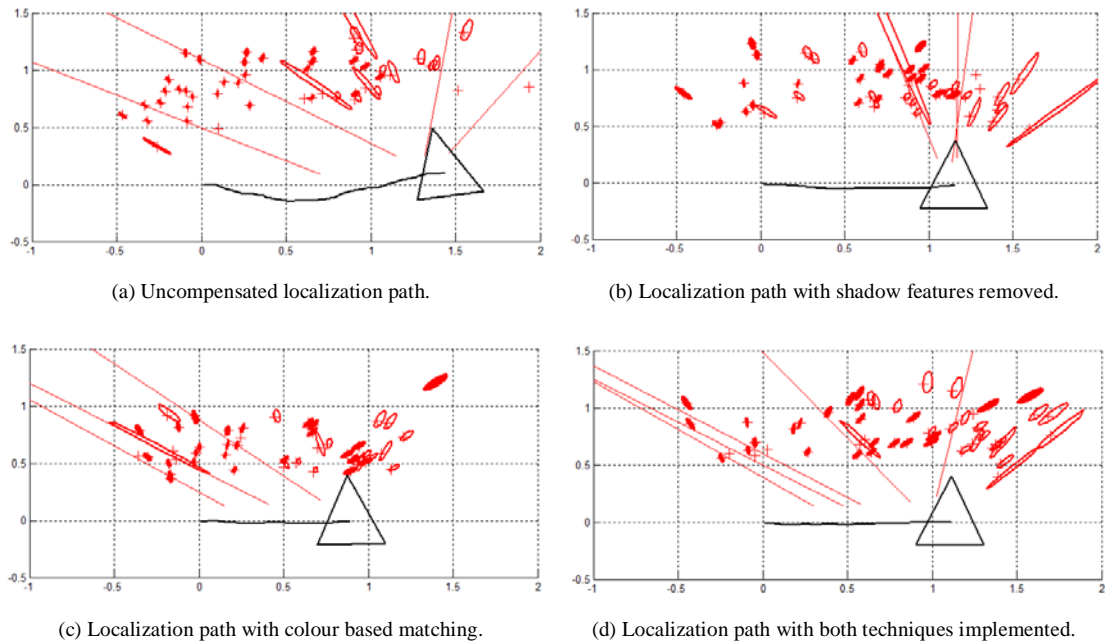 1.5
1
0.5
0
-0.5
-1 -0.5 0 0.5 1 1.5 2
(a) Uncompensated localization path.
1.5
1
0.5
0
-0.5
-1 -0.5 0 0.5 1 1.5 2
(b) Localization path with shadow features removed.
1.5
1
0.5
0
-0.5
-1 -0.5 0 0.5 1 1.5 2
(c) Localization path with colour based matching.
1.5
1
0.5
0
-0.5
-1 -0.5 0 0.5 1 1.5 2
(d) Localization path with both techniques implemented.